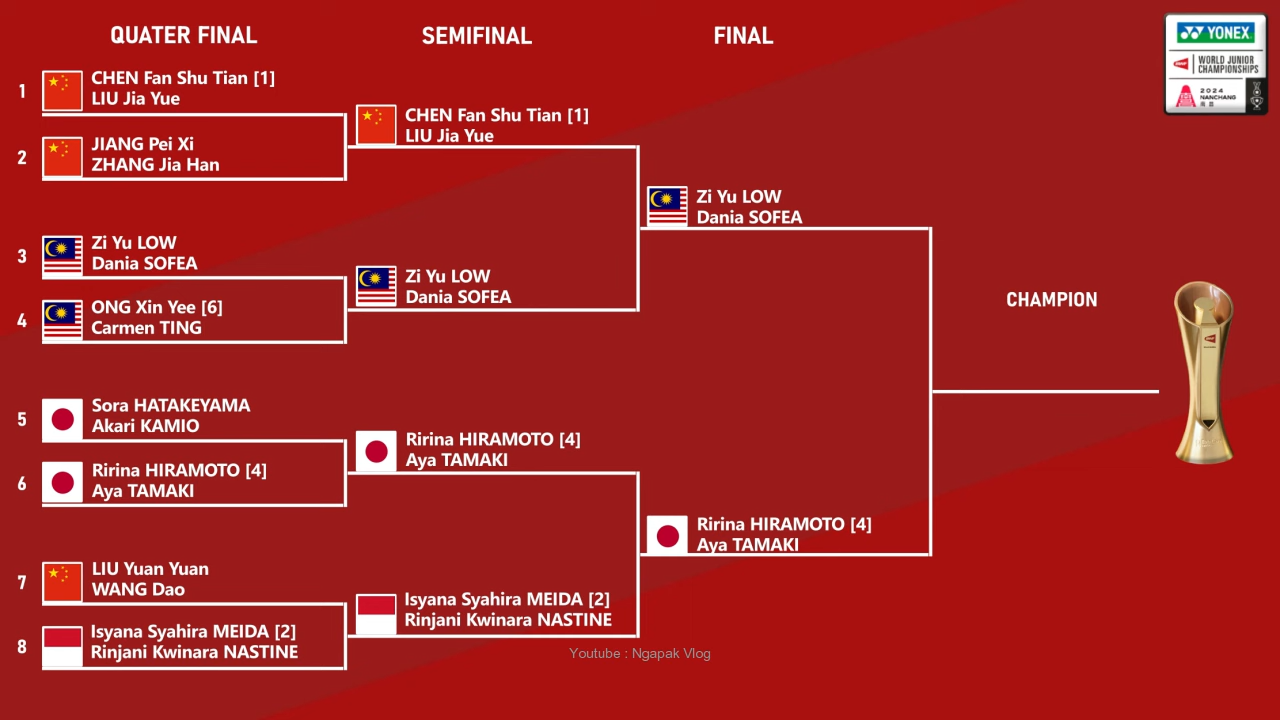 QUATER FINAL
SEMIFINAL
FINAL
YONEX
WORLD JUNIOR
CHAMPIONSHIPS
2024
NANCHANG
1
CHEN Fan Shu Tian [1]
LIU Jia Yue
2
JIANG Pei Xi
ZHANG Jia Han
3
Zi Yu LOW
Dania SOFEA
4
ONG Xin Yee [6]
Carmen TING
5
Sora HATAKEYAMA
Akari KAMIO
6
Ririna HIRAMOTO [4]
Aya TAMAKI
7
LIU Yuan Yuan
WANG Dao
8
Isyana Syahira MEIDA [2]
Rinjani Kwinara NASTINE
CHEN Fan Shu Tian [1]
LIU Jia Yue
Zi Yu LOW
Dania SOFEA
Ririna HIRAMOTO [4]
Aya TAMAKI
Isyana Syahira MEIDA [2]
Rinjani Kwinara NASTINE
Zi Yu LOW
Dania SOFEA
Ririna HIRAMOTO [4]
Aya TAMAKI
CHAMPION
Youtube : Ngapak Vlog